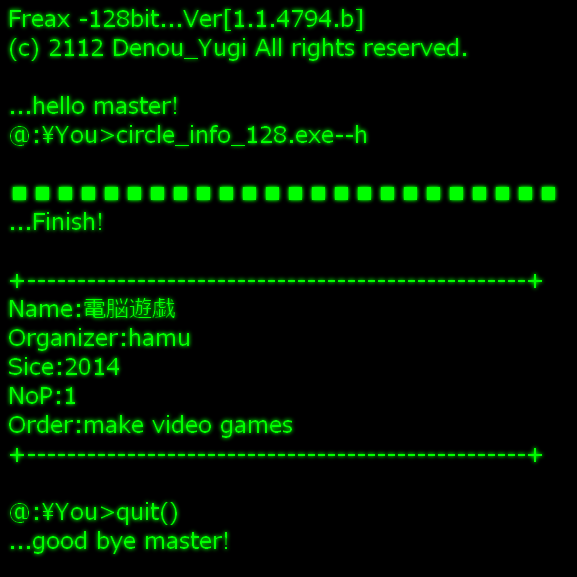 Freax -128bit...Ver[1.1.4794.b]
(c) 2112 Denou_Yugi All rights reserved.
...hello master!
@:¥You>circle_info_128.exe--h
■■■■■■■■■■■■■■■■■■■■■■■■
...Finish!
+--------------------------------------------------+
Name:電脳遊戯
Organizer:hamu
Sice:2014
NoP:1
Order:make video games
+--------------------------------------------------+
@:¥You>quit()
...good bye master!